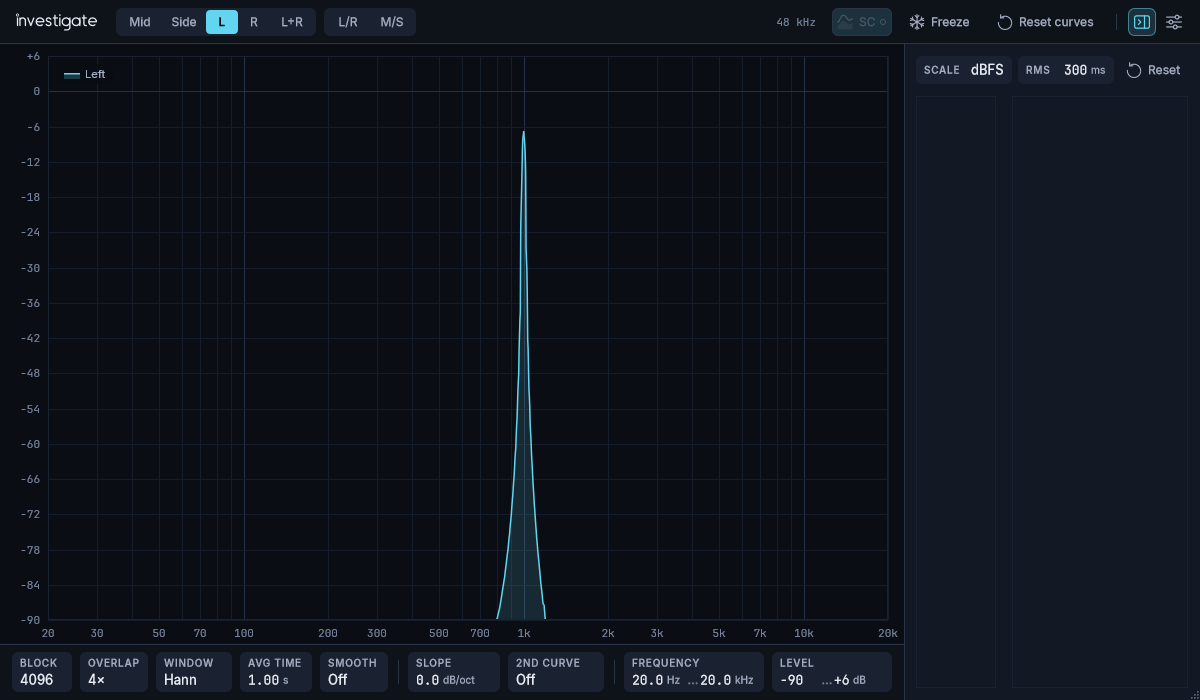 investigate
Mid Side L R L+R L/R M/S
48 kHz SC Freeze Reset curves
SCALE dBFS RMS 300 ms Reset
Left
+6
0
-6
-12
-18
-24
-30
-36
-42
-48
-54
-60
-66
-72
-78
-84
-90
20 30 50 70 100 200 300 500 700 1k 2k 3k 5k 7k 10k 20k
BLOCK OVERLAP WINDOW AVG TIME SMOOTH SLOPE 2ND CURVE FREQUENCY LEVEL
4096 4× Hann 1.00 s Off 0.0 dB/oct Off 20.0 Hz ...20.0 kHz -90 ...+6 dB